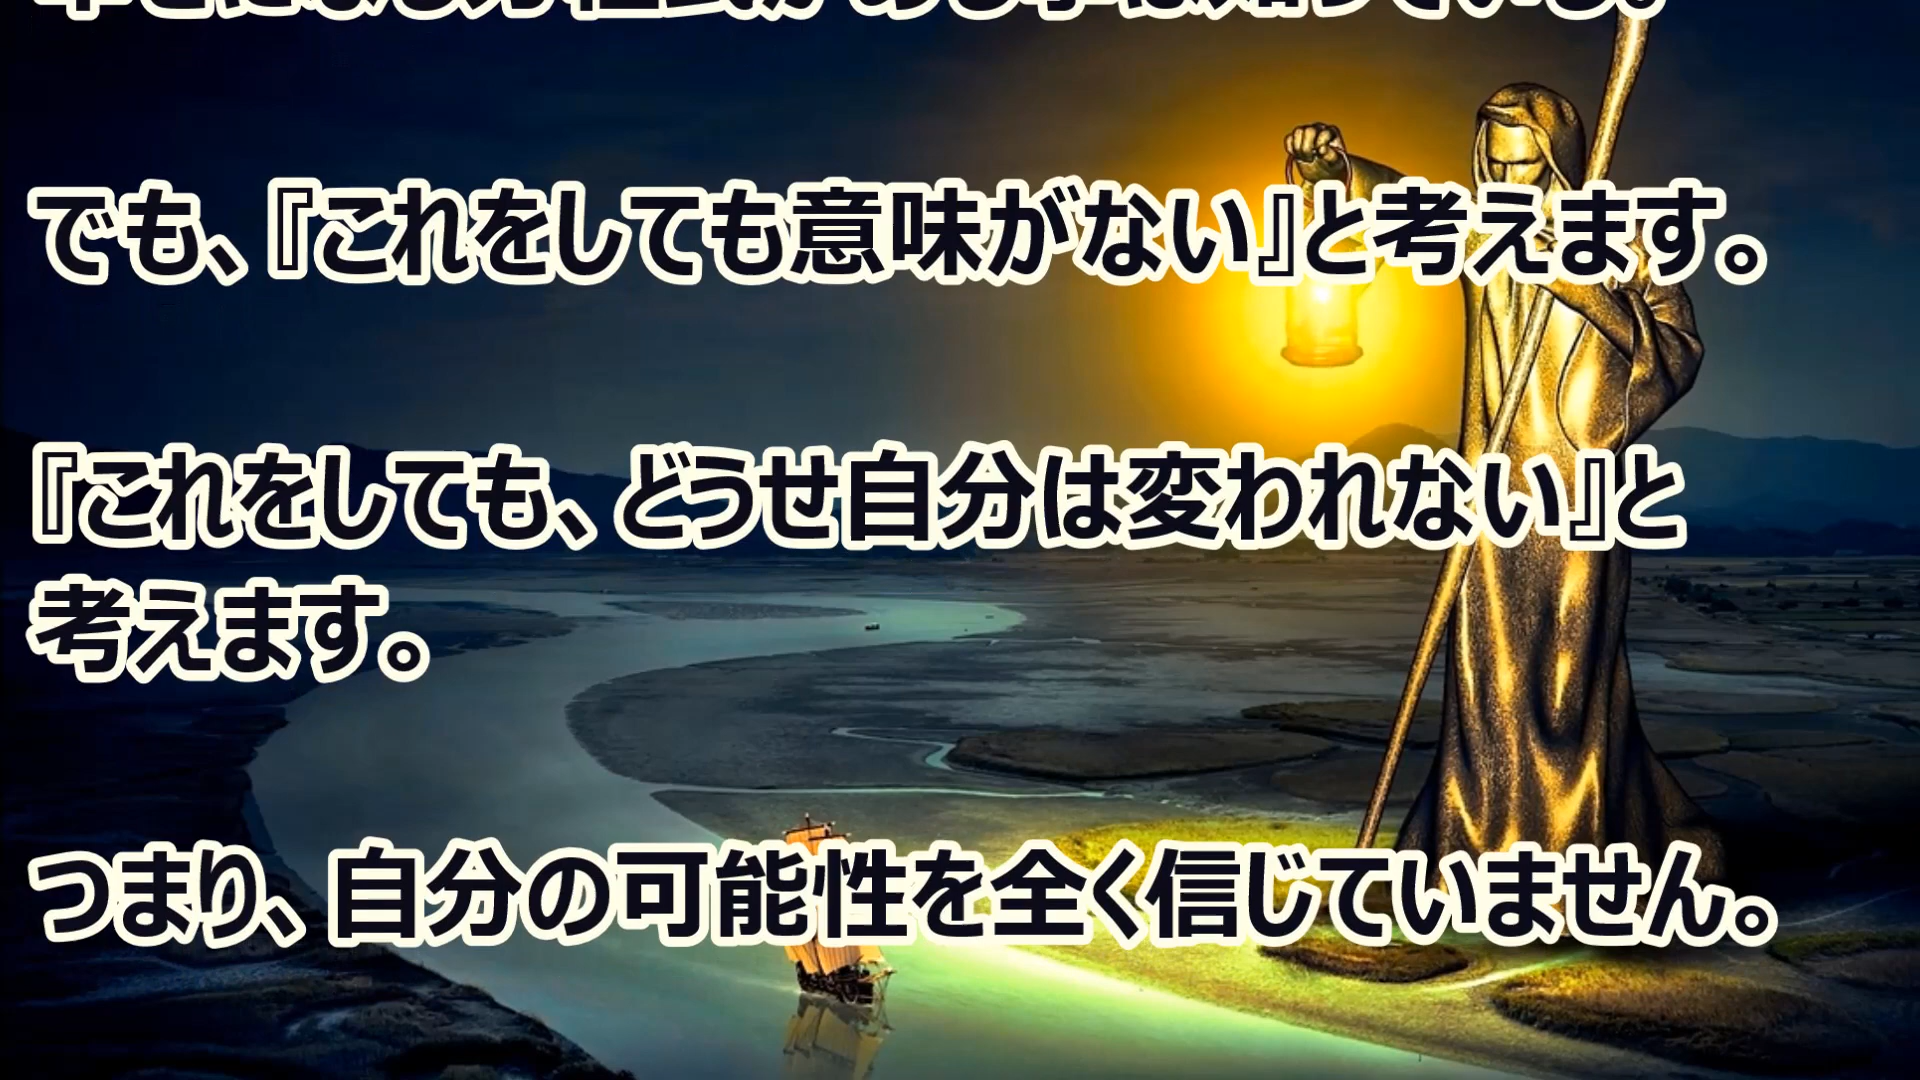 でも、『これをしても意味がない』と考えます。
『これをしても、どうせ自分は変われない』と
考えます。
つまり、自分の可能性を全く信じていません。